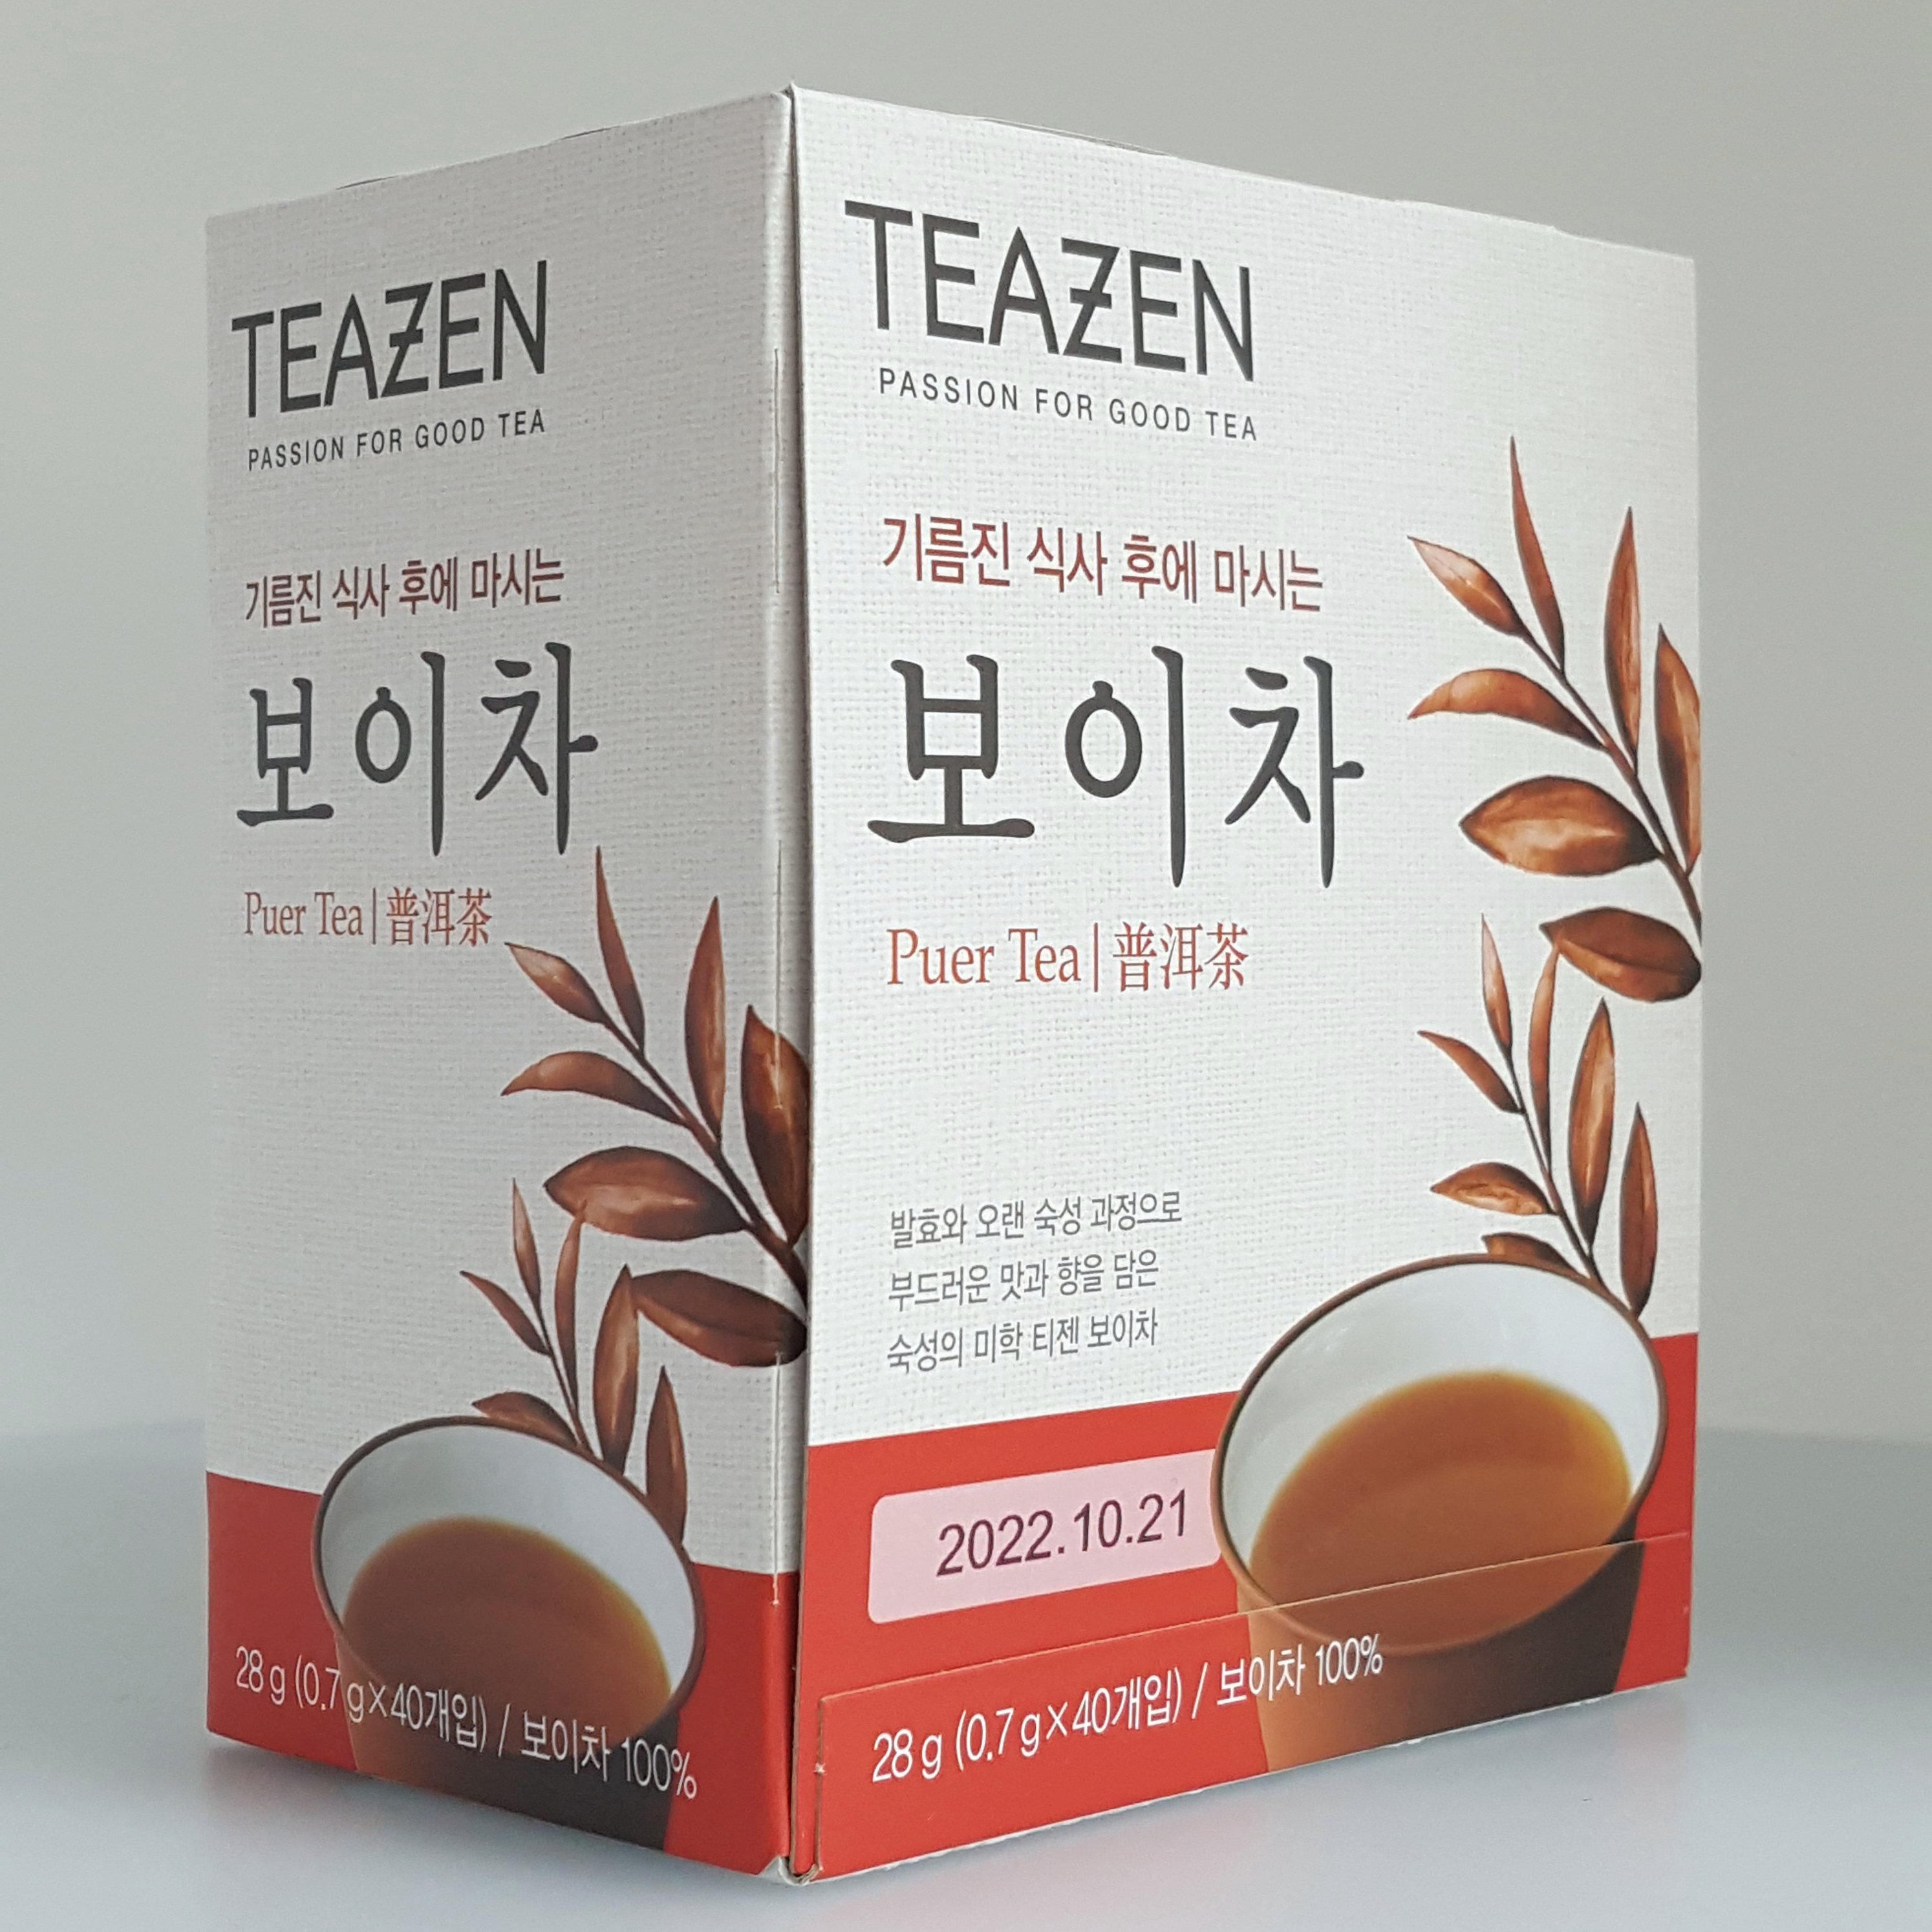 TEAZEN
PASSION FOR GOOD TEA
기름진 식사 후에 마시는
보이차
Puer Tea|普洱茶
28 g (0.7 g×40개입) / 보이차 100%
TEAZEN
PASSION FOR GOOD TEA
기름진 식사 후에 마시는
보이차
Puer Tea|普洱茶
발효와 오랜 숙성 과정으로
부드러운 맛과 향을 담은
숙성의 미학 티젠 보이차
2022.10.21
28 g (0.7 g×40개입) / 보이차 100%